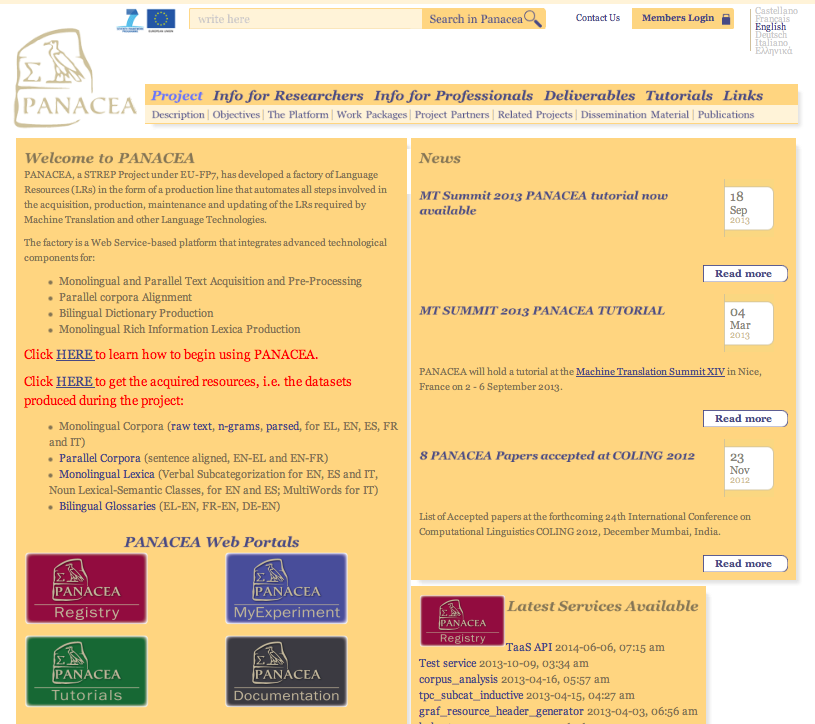 write here
Search in Panacea
Contact Us
Members Login
Castellano
Français
English
Deutsch
Italiano
Ελληνικά
PANACEA
Project Info for Researchers Info for Professionals Deliverables Tutorials Links
Description| Objectives| The Platform| Work Packages| Project Partners| Related Projects| Dissemination Material| Publications
Welcome to PANACEA
PANACEA, a STREP Project under EU-FP7, has developed a factory of Language
Resources (LRs) in the form of a production line that automates all steps involved in
the acquisition, production, maintenance and updating of the LRs required by
Machine Translation and other Language Technologies.
The factory is a Web Service-based platform that integrates advanced technological
components for:
Monolingual and Parallel Text Acquisition and Pre-Processing
Parallel corpora Alignment
Bilingual Dictionary Production
Monolingual Rich Information Lexica Production
Click HERE to learn how to begin using PANACEA.
Click HERE to get the acquired resources, i.e. the datasets
produced during the project:
Monolingual Corpora (raw text, n-grams, parsed, for EL, EN, ES, FR
and IT)
Parallel Corpora (sentence aligned, EN-EL and EN-FR)
Monolingual Lexica (Verbal Subcategorization for EN, ES and IT,
Noun Lexical-Semantic Classes, for EN and ES; MultiWords for IT)
Bilingual Glossaries (EL-EN, FR-EN, DE-EN)
PANACEA Web Portals
PANACEA
Registry
PANACEA
MyExperiment
PANACEA
Tutorials
PANACEA
Documentation
News
MT Summit 2013 PANACEA tutorial now
available
18
Sep
2013
Read more
MT SUMMIT 2013 PANACEA TUTORIAL
04
Mar
2013
PANACEA will hold a tutorial at the Machine Translation Summit XIV in Nice,
France on 2 - 6 September 2013.
Read more
8 PANACEA Papers accepted at COLING 2012
23
Nov
2012
List of Accepted papers at the forthcoming 24th International Conference on
Computational Linguistics COLING 2012, December Mumbai, India.
Read more
PANACEA
Registry
Latest Services Available
TaaS API 2014-06-06, 07:15 am
Test service 2013-10-09, 03:34 am
corpus_analysis 2013-04-16, 05:57 am
tpc_subcat_inductive 2013-04-15, 04:27 am
graf_resource_header_generator 2013-04-03, 06:56 am